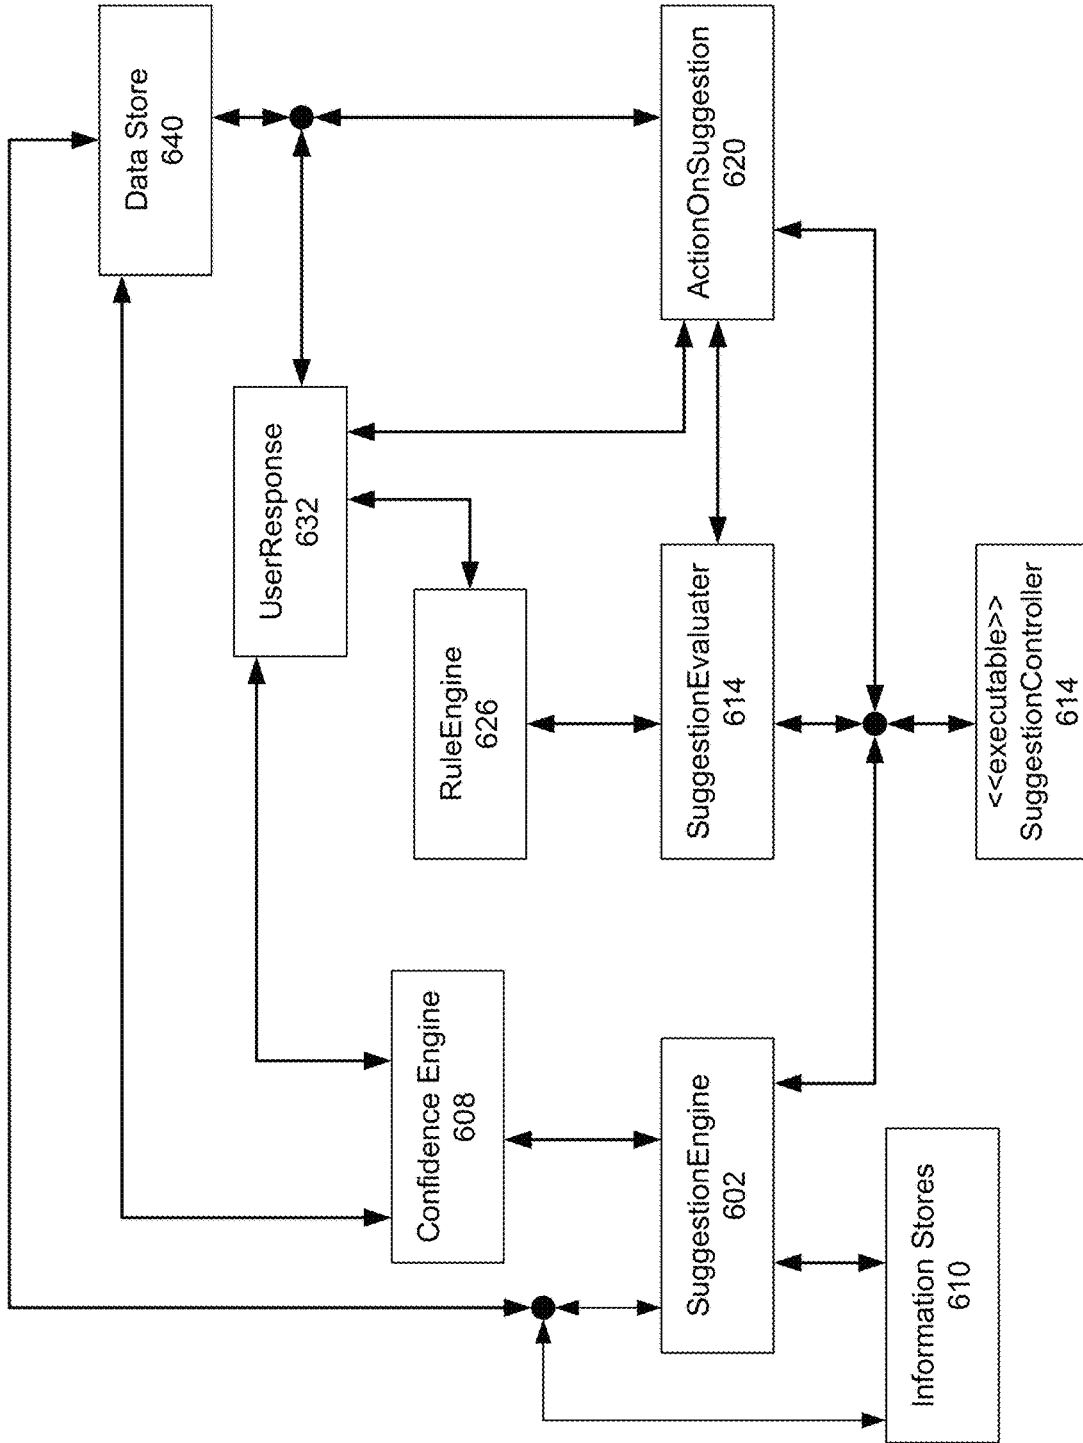 Data Store
640
UserResponse
632
ActionOnSuggestion
620
RuleEngine
626
SuggestionEvaluater
614
<<executable>>
SuggestionController
614
Confidence Engine
608
SuggestionEngine
602
Information Stores
610